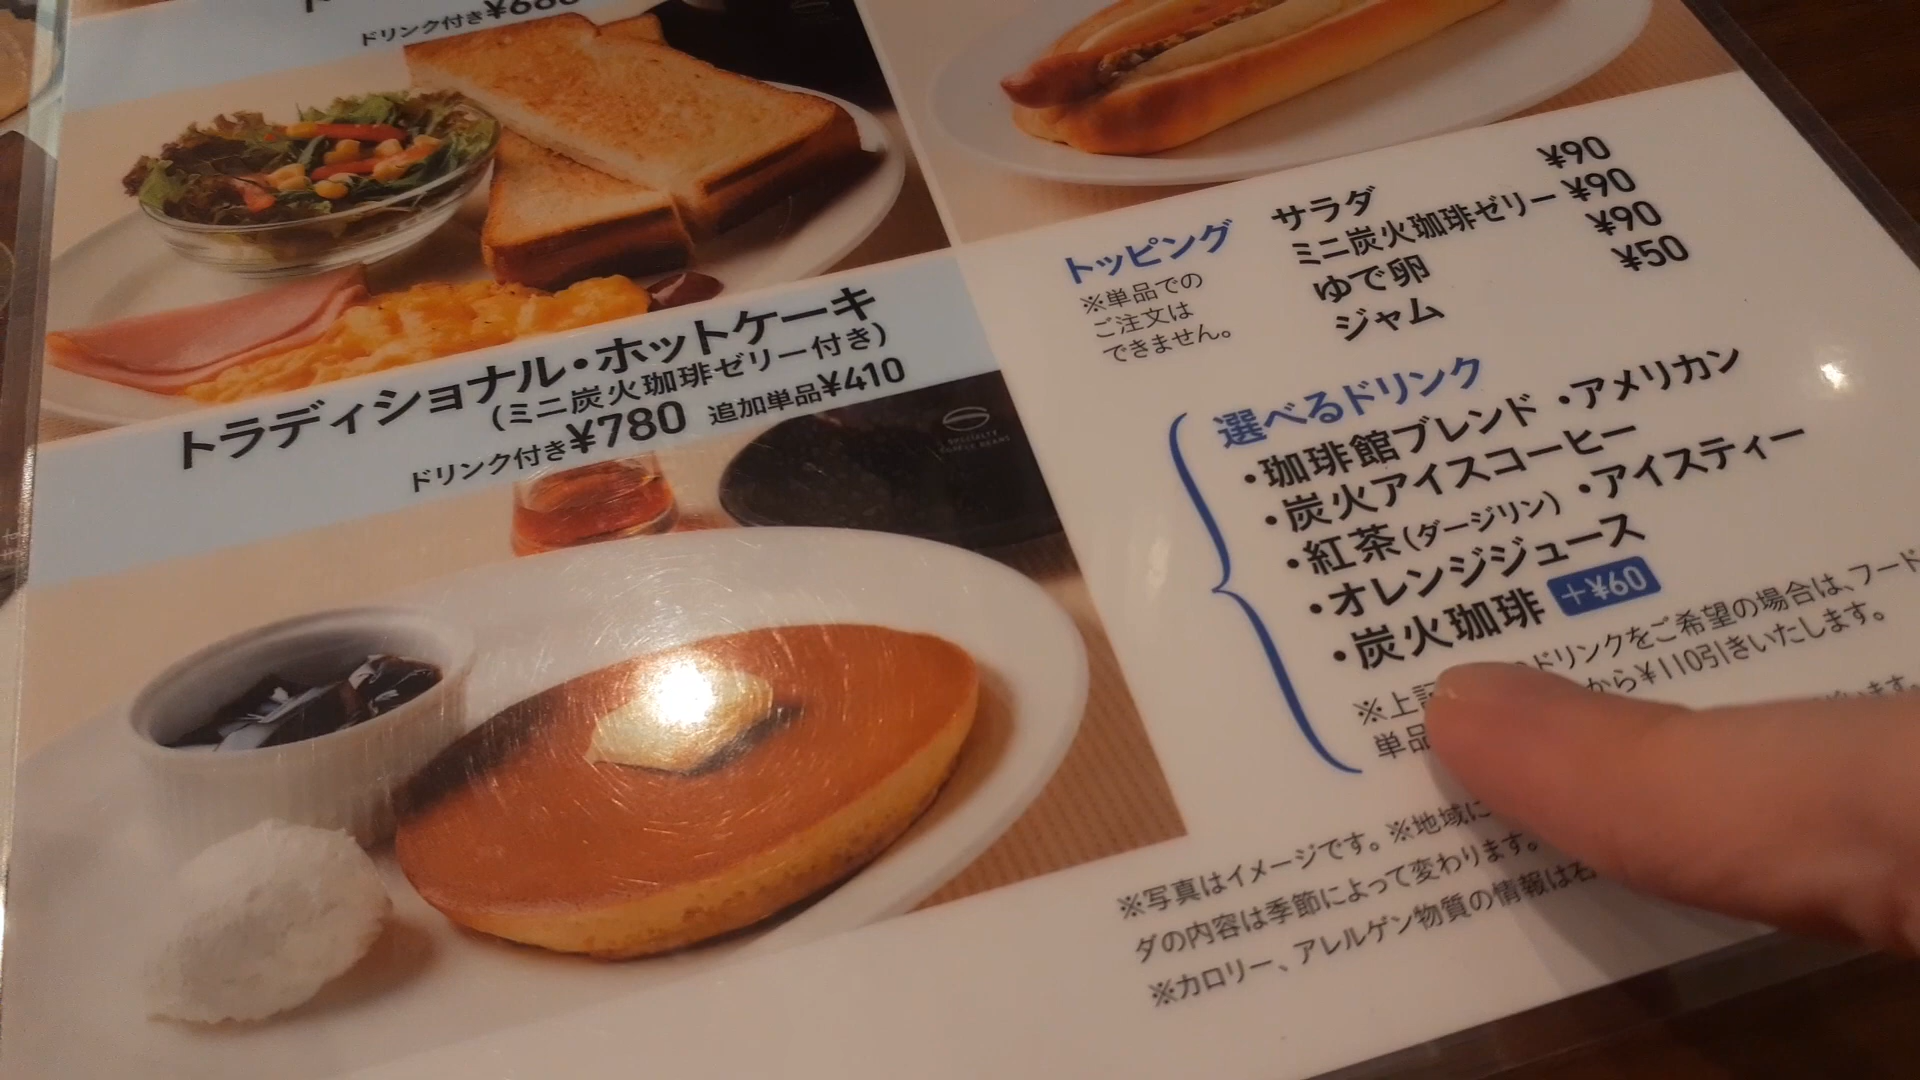 ドリンク付き¥680
トラディショナル・ホットケーキ
(ミニ炭火珈琲ゼリー付き)
ドリンク付き¥780 追加単品¥410
SPECIALTY
COFFEE BEANS
トッピング
※単品での
ご注文は
できません。
サラダ ¥90
ミニ炭火珈琲ゼリー ¥90
ゆで卵 ¥90
ジャム ¥50
選べるドリンク
・珈琲館ブレンド ・アメリカン
・炭火アイスコーヒー
・紅茶(ダージリン) ・アイスティー
・オレンジジュース
・炭火珈琲 +¥60
※上記 ドリンクをご希望の場合は、フード
単品 から¥110引きいたします。
※写真はイメージです。※地域に
ダの内容は季節によって変わります。
※カロリー、アレルゲン物質の情報は